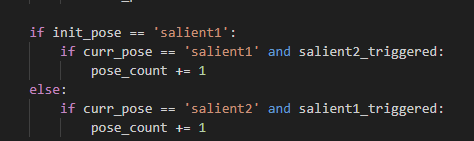 if init_pose == 'salient1':
    if curr_pose == 'salient1' and salient2_triggered:
        pose_count += 1
else:
    if curr_pose == 'salient2' and salient1_triggered:
        pose_count += 1